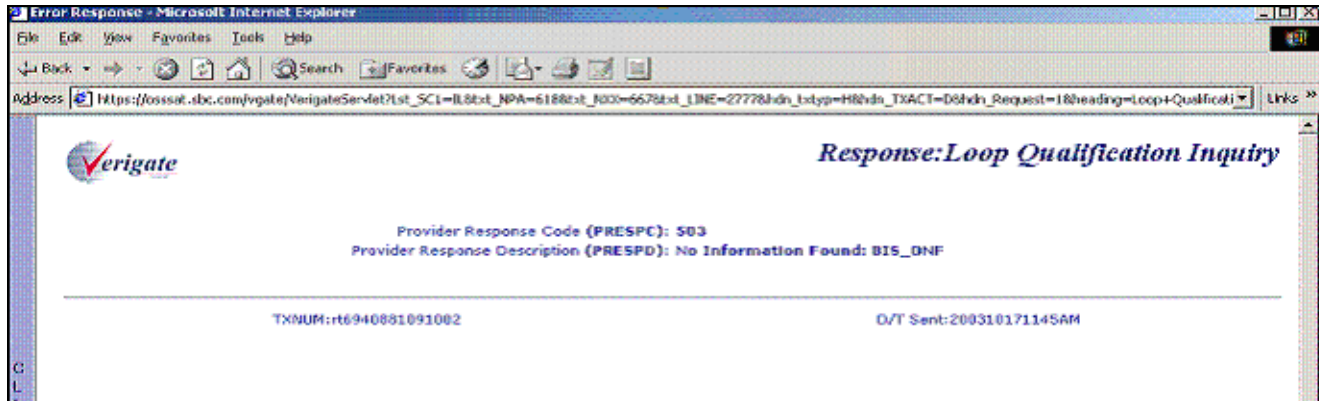 Error Response - Microsoft Internet Explorer
File Edit View Favorites Tools Help
Back Search Favorites
Address https://osssat.sbc.com/vgate/VerigateServlet?lst_SC1=IL&txt_NPA=618&txt_NXX=667&txt_LINE=2777&hdn_txtyp=H&hdn_TXACT=D&hdn_Request=1&heading=Loop+Qualificati Links »
Verigate
Response:Loop Qualification Inquiry
Provider Response Code (PRESPC): S03
Provider Response Description (PRESPD): No Information Found: BIS_DNF
TXNUM:rt6940881091002 D/T Sent:200310171145AM
C
L